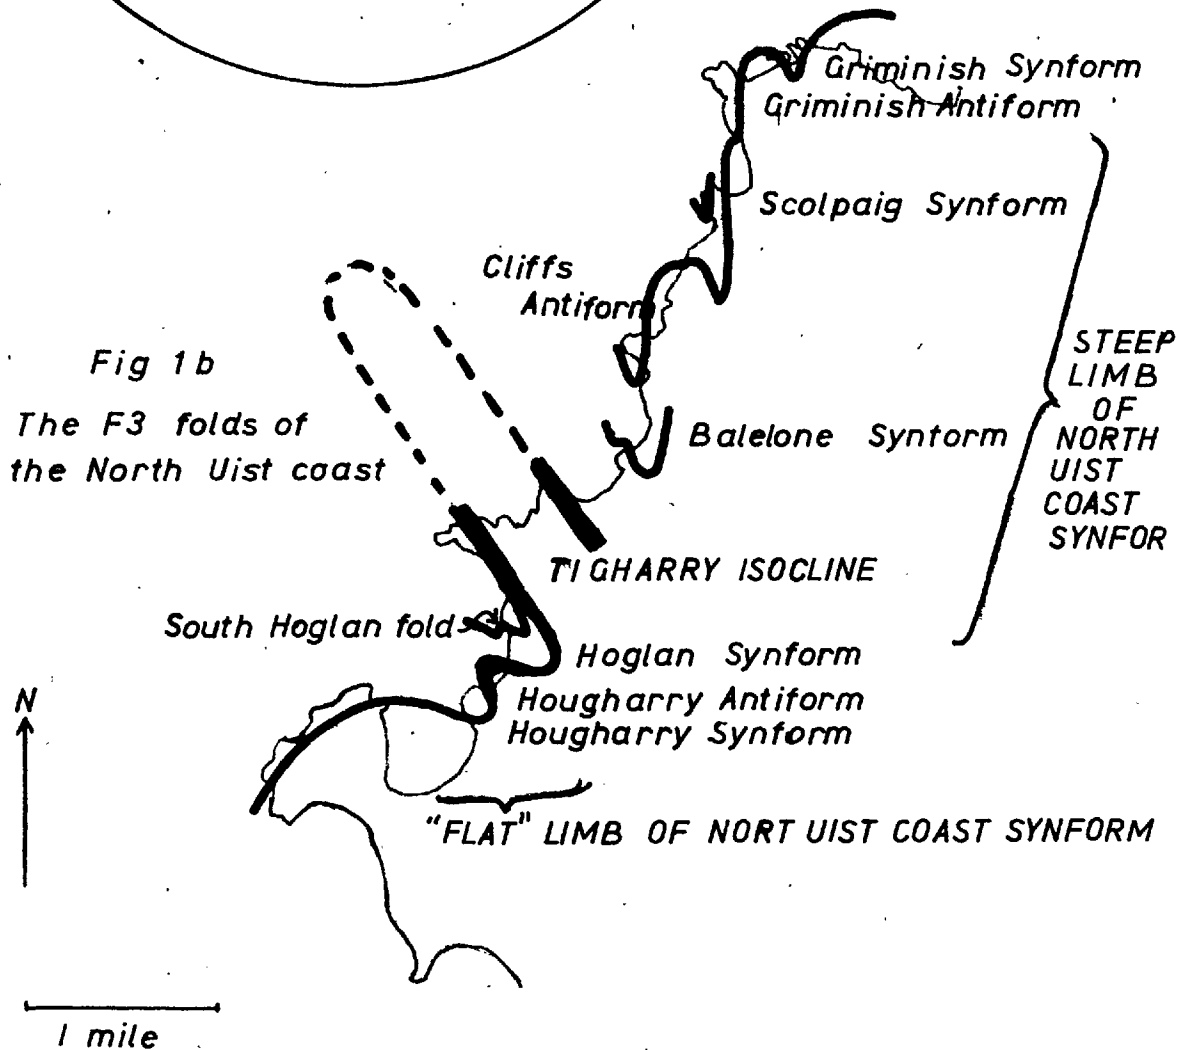 Griminish Synform
Griminish Antiform
Scolpaig Synform
Cliffs
Antiform
Fig 1b
The F3 folds of
the North Uist coast
STEEP
LIMB
OF
NORTH
UIST
COAST
SYNFOR
Balelone Synform
TIGHARRY ISOCLINE
South Hoglan fold
Hoglan Synform
Hougharry Antiform
Hougharry Synform
N
"FLAT" LIMB OF NORT UIST COAST SYNFORM
1 mile